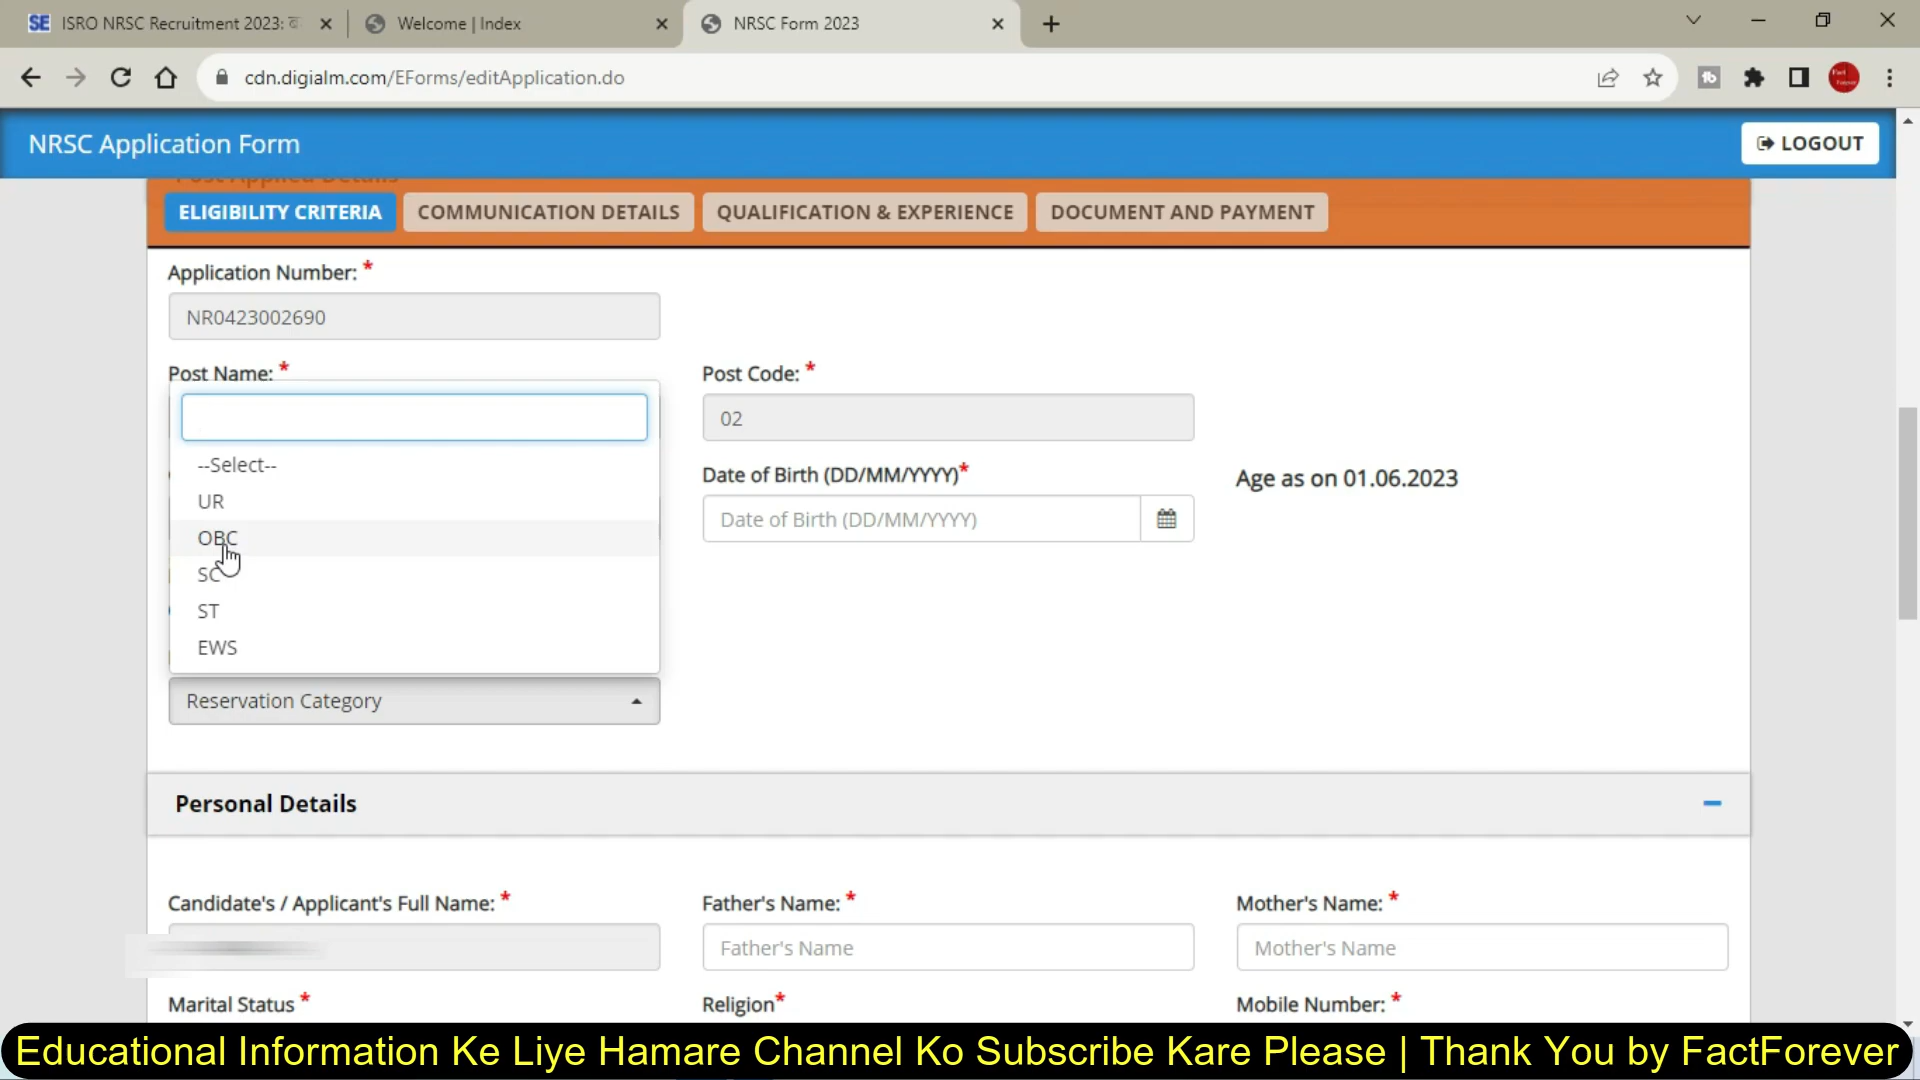 SE ISRO NRSC Recruitment 2023:
Welcome | Index
NRSC Form 2023
cdn.digialm.com/EForms/editApplication.do
NRSC Application Form
LOGOUT
Post Applied Details
ELIGIBILITY CRITERIA
COMMUNICATION DETAILS
QUALIFICATION & EXPERIENCE
DOCUMENT AND PAYMENT
Application Number: *
NR0423002690
Post Name: *
Post Code: *
02
--Select--
UR
OBC
SC
ST
EWS
Date of Birth (DD/MM/YYYY)*
Date of Birth (DD/MM/YYYY)
Age as on 01.06.2023
Reservation Category
Personal Details
Candidate's / Applicant's Full Name: *
Father's Name: *
Mother's Name: *
Father's Name
Mother's Name
Marital Status *
Religion*
Mobile Number: *
Educational Information Ke Liye Hamare Channel Ko Subscribe Kare Please | Thank You by FactForever